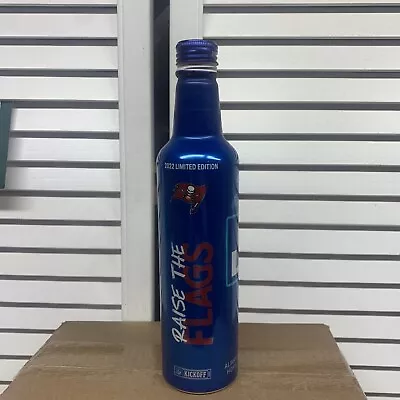 2022 LIMITED EDITION
RAISE THE
FLAGS
KICKOFF